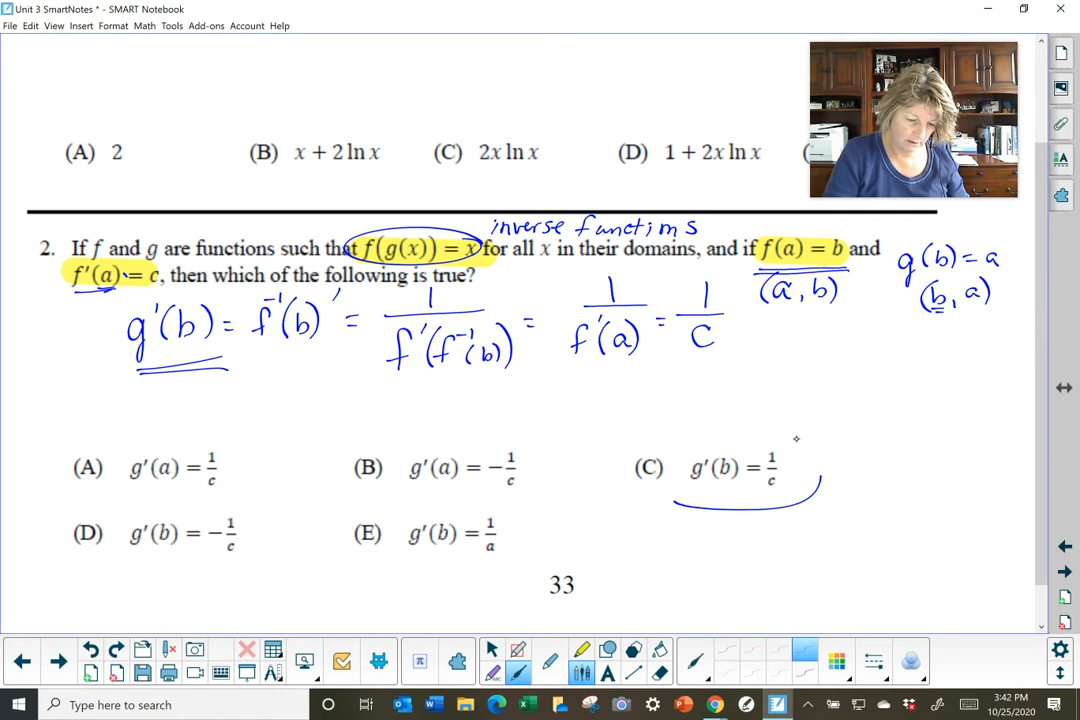 Unit 3 SmartNotes * - SMART Notebook
File Edit View Insert Format Math Tools Add-ons Account Help
(A) 2 (B) x + 2 ln x (C) 2x ln x (D) 1 + 2x ln x (
inverse functions
2. If f and g are functions such that f(g(x)) = x for all x in their domains, and if f(a) = b and
f'(a) = c, then which of the following is true?
(a, b)
g(b) = a
(b, a)
g'(b) = f⁻¹(b)' = 1/f'(f⁻¹(b)) = 1/f'(a) = 1/c
(A) g'(a) = 1/c (B) g'(a) = -1/c (C) g'(b) = 1/c
(D) g'(b) = -1/c (E) g'(b) = 1/a
33
Type here to search
3:42 PM
10/25/2020